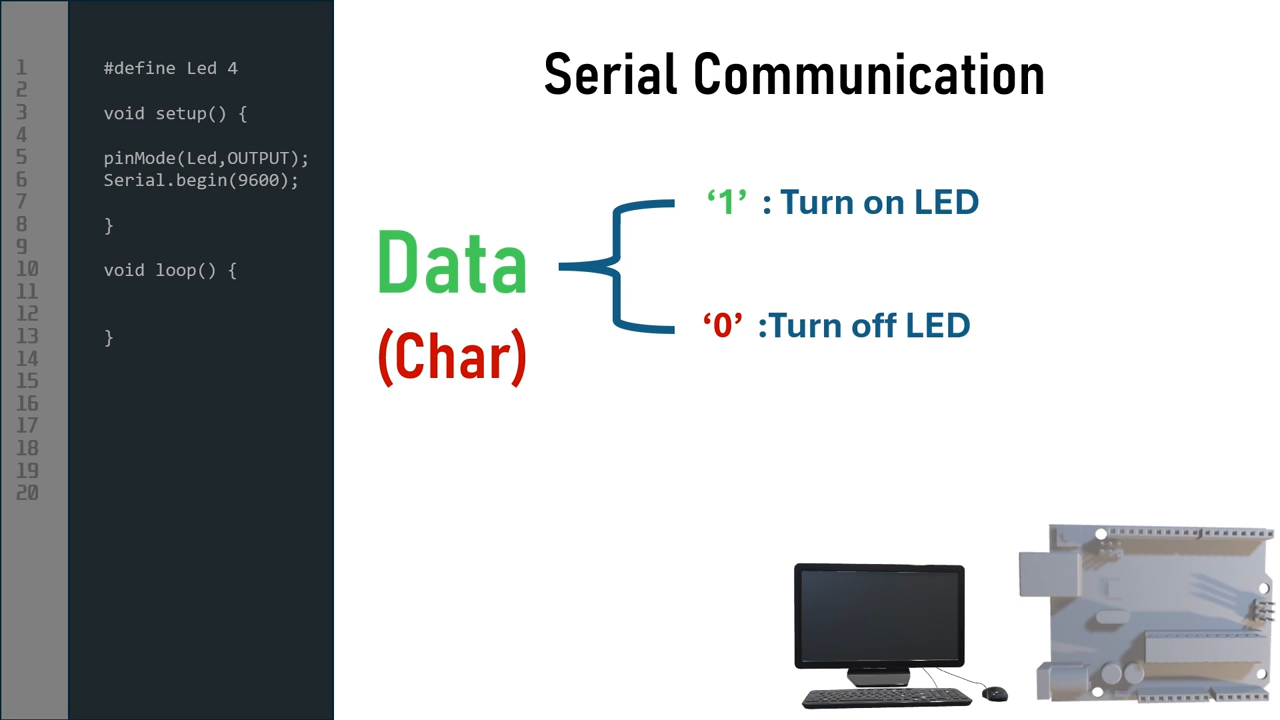 1
2
3
4
5
6
7
8
9
10
11
12
13
14
15
16
17
18
19
20
#define Led 4
void setup() {
pinMode(Led,OUTPUT);
Serial.begin(9600);
}
void loop() {
}
Serial Communication
Data
(Char)
‘1’ : Turn on LED
‘0’ :Turn off LED